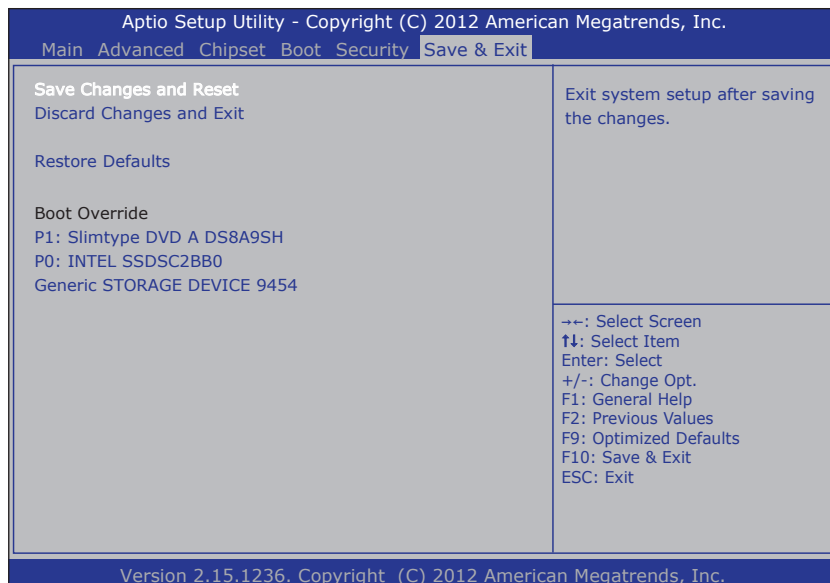 Aptio Setup Utility - Copyright (C) 2012 American Megatrends, Inc.
Main Advanced Chipset Boot Security Save & Exit
Save Changes and Reset
Discard Changes and Exit
Restore Defaults
Boot Override
P1: Slimtype DVD A DS8A9SH
P0: INTEL SSDSC2BB0
Generic STORAGE DEVICE 9454
Exit system setup after saving
the changes.
→←: Select Screen
↑↓: Select Item
Enter: Select
+/-: Change Opt.
F1: General Help
F2: Previous Values
F9: Optimized Defaults
F10: Save & Exit
ESC: Exit
Version 2.15.1236. Copyright (C) 2012 American Megatrends, Inc.